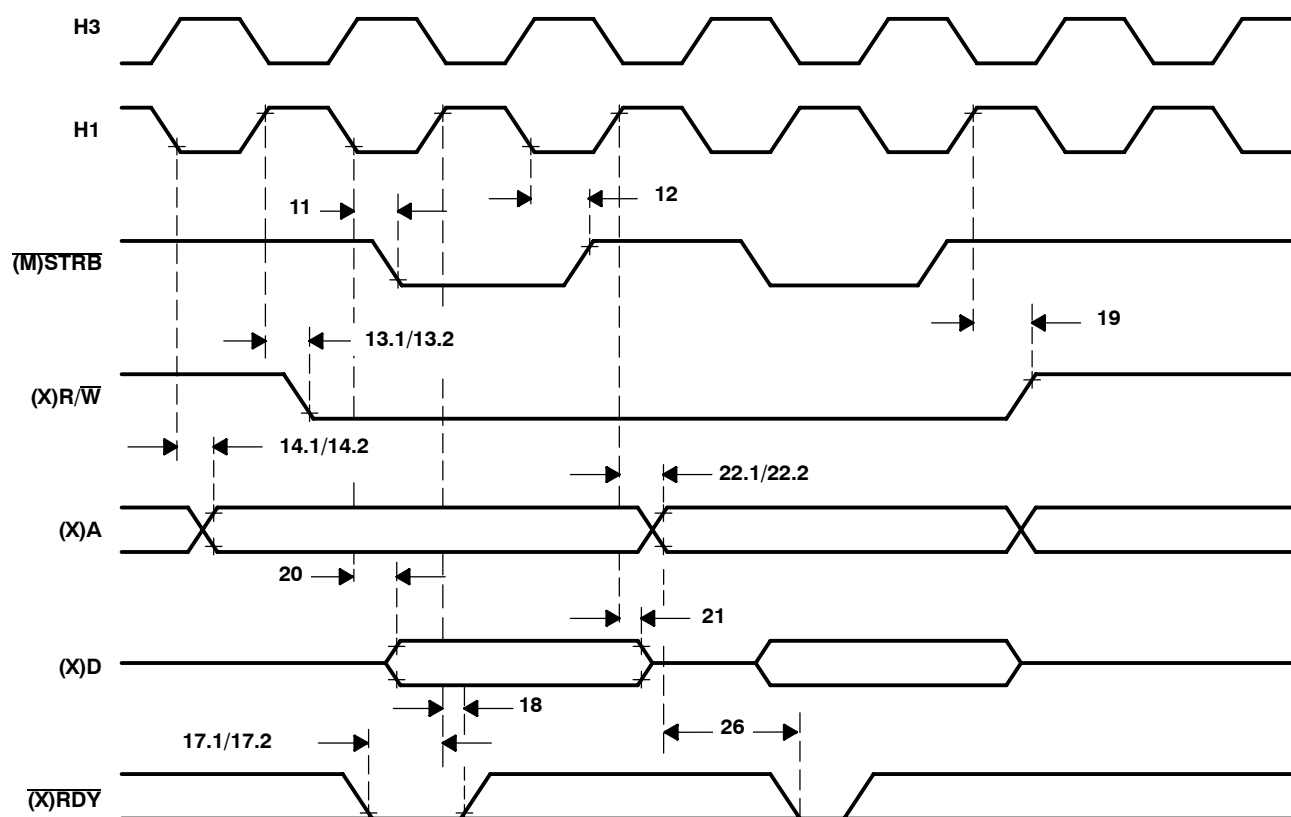 H3
H1
11
12
(M)STRB
19
13.1/13.2
(X)R/W
14.1/14.2
22.1/22.2
(X)A
20
21
(X)D
18
26
17.1/17.2
(X)RDY